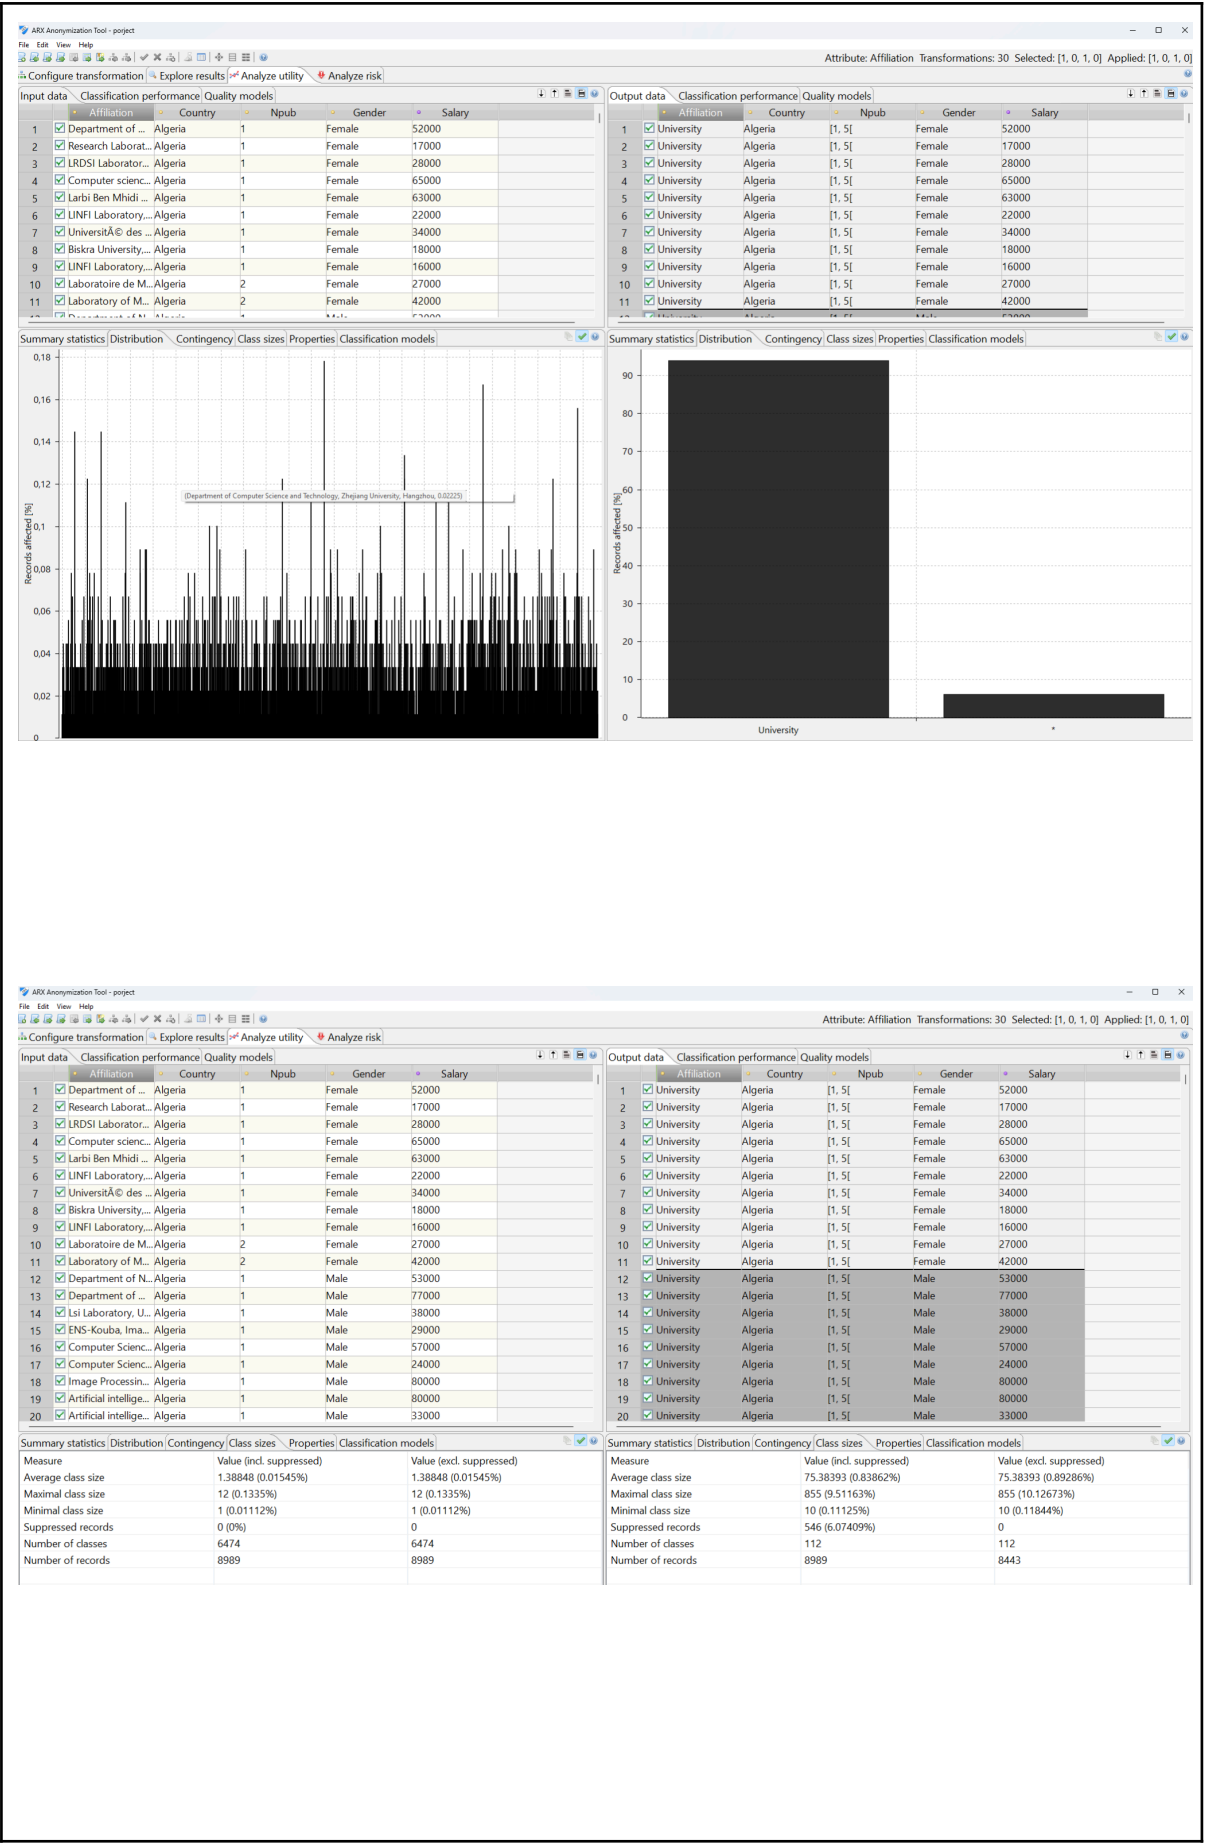 ARX Anonymization Tool - porject
File Edit View Help
Attribute: Affiliation Transformations: 30 Selected: [1, 0, 1, 0] Applied: [1, 0, 1, 0]
Configure transformation Explore results Analyze utility Analyze risk
Input data Classification performance Quality models
Affiliation Country Npub Gender Salary
1 Department of ... Algeria 1 Female 52000
2 Research Laborat... Algeria 1 Female 17000
3 LRDSI Laborator... Algeria 1 Female 28000
4 Computer scienc... Algeria 1 Female 65000
5 Larbi Ben Mhidi ... Algeria 1 Female 63000
6 LINFI Laboratory,... Algeria 1 Female 22000
7 UniversitÃ© des ... Algeria 1 Female 34000
8 Biskra University,... Algeria 1 Female 18000
9 LINFI Laboratory,... Algeria 1 Female 16000
10 Laboratoire de M... Algeria 2 Female 27000
11 Laboratory of M... Algeria 2 Female 42000
12 Department of N... Algeria 1 Male 53000
Output data Classification performance Quality models
Affiliation Country Npub Gender Salary
1 University Algeria [1, 5[ Female 52000
2 University Algeria [1, 5[ Female 17000
3 University Algeria [1, 5[ Female 28000
4 University Algeria [1, 5[ Female 65000
5 University Algeria [1, 5[ Female 63000
6 University Algeria [1, 5[ Female 22000
7 University Algeria [1, 5[ Female 34000
8 University Algeria [1, 5[ Female 18000
9 University Algeria [1, 5[ Female 16000
10 University Algeria [1, 5[ Female 27000
11 University Algeria [1, 5[ Female 42000
12 University Algeria [1, 5[ Male 53000
Summary statistics Distribution Contingency Class sizes Properties Classification models
0,18
0,16
0,14
0,12
0,1
0,08
0,06
0,04
0,02
0
Records affected [%]
(Department of Computer Science and Technology, Zhejiang University, Hangzhou, 0.02225)
Summary statistics Distribution Contingency Class sizes Properties Classification models
90
80
70
60
50
40
30
20
10
0
Records affected [%]
University *
ARX Anonymization Tool - porject
File Edit View Help
Attribute: Affiliation Transformations: 30 Selected: [1, 0, 1, 0] Applied: [1, 0, 1, 0]
Configure transformation Explore results Analyze utility Analyze risk
Input data Classification performance Quality models
Affiliation Country Npub Gender Salary
1 Department of ... Algeria 1 Female 52000
2 Research Laborat... Algeria 1 Female 17000
3 LRDSI Laborator... Algeria 1 Female 28000
4 Computer scienc... Algeria 1 Female 65000
5 Larbi Ben Mhidi ... Algeria 1 Female 63000
6 LINFI Laboratory,... Algeria 1 Female 22000
7 UniversitÃ© des ... Algeria 1 Female 34000
8 Biskra University,... Algeria 1 Female 18000
9 LINFI Laboratory,... Algeria 1 Female 16000
10 Laboratoire de M... Algeria 2 Female 27000
11 Laboratory of M... Algeria 2 Female 42000
12 Department of N... Algeria 1 Male 53000
13 Department of ... Algeria 1 Male 77000
14 Lsi Laboratory, U... Algeria 1 Male 38000
15 ENS-Kouba, Ima... Algeria 1 Male 29000
16 Computer Scienc... Algeria 1 Male 57000
17 Computer Scienc... Algeria 1 Male 24000
18 Image Processin... Algeria 1 Male 80000
19 Artificial intellige... Algeria 1 Male 80000
20 Artificial intellige... Algeria 1 Male 33000
Output data Classification performance Quality models
Affiliation Country Npub Gender Salary
1 University Algeria [1, 5[ Female 52000
2 University Algeria [1, 5[ Female 17000
3 University Algeria [1, 5[ Female 28000
4 University Algeria [1, 5[ Female 65000
5 University Algeria [1, 5[ Female 63000
6 University Algeria [1, 5[ Female 22000
7 University Algeria [1, 5[ Female 34000
8 University Algeria [1, 5[ Female 18000
9 University Algeria [1, 5[ Female 16000
10 University Algeria [1, 5[ Female 27000
11 University Algeria [1, 5[ Female 42000
12 University Algeria [1, 5[ Male 53000
13 University Algeria [1, 5[ Male 77000
14 University Algeria [1, 5[ Male 38000
15 University Algeria [1, 5[ Male 29000
16 University Algeria [1, 5[ Male 57000
17 University Algeria [1, 5[ Male 24000
18 University Algeria [1, 5[ Male 80000
19 University Algeria [1, 5[ Male 80000
20 University Algeria [1, 5[ Male 33000
Summary statistics Distribution Contingency Class sizes Properties Classification models
Measure Value (incl. suppressed) Value (excl. suppressed)
Average class size 1.38848 (0.01545%) 1.38848 (0.01545%)
Maximal class size 12 (0.1335%) 12 (0.1335%)
Minimal class size 1 (0.01112%) 1 (0.01112%)
Suppressed records 0 (0%) 0
Number of classes 6474 6474
Number of records 8989 8989
Summary statistics Distribution Contingency Class sizes Properties Classification models
Measure Value (incl. suppressed) Value (excl. suppressed)
Average class size 75.38393 (0.83862%) 75.38393 (0.89286%)
Maximal class size 855 (9.51163%) 855 (10.12673%)
Minimal class size 10 (0.11125%) 10 (0.11844%)
Suppressed records 546 (6.07409%) 0
Number of classes 112 112
Number of records 8989 8443